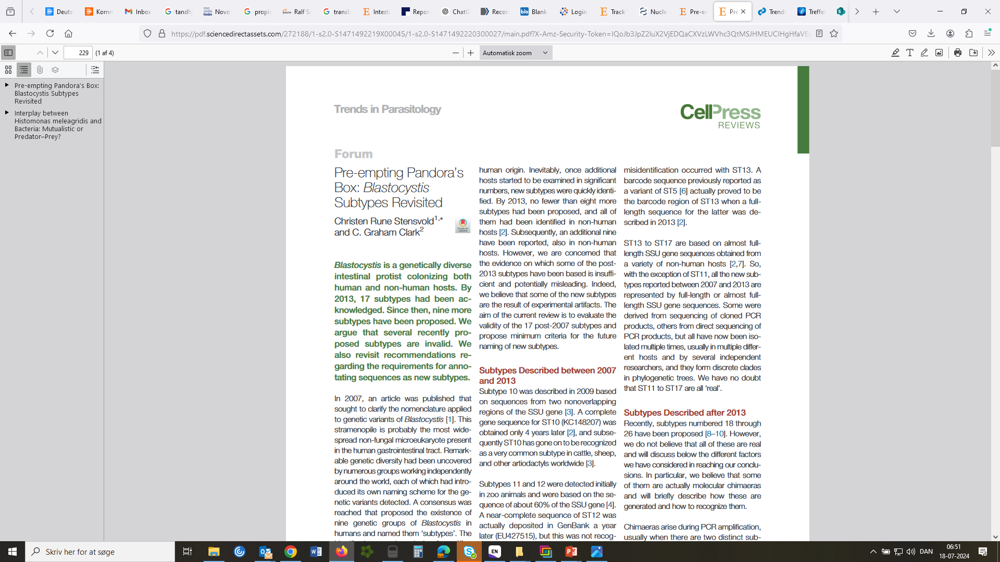 Deuts
Komm
Inbox
tandh
Novo
propi
Ralf S
transl
Intesti
Repor
ChatG
Recor
Blank
Login
Track
Nucle
Pre-er
Pre
Trends
Treffer
https://pdf.sciencedirectassets.com/272188/1-s2.0-S1471492219X00045/1-s2.0-S1471492220300027/main.pdf?X-Amz-Security-Token=IQoJb3JpZ2luX2VjEDQaCXVzLWVhc3QtMSJHMEUCIHgHfaVE
229 (1 af 4)
Automatisk zoom
Pre-empting Pandora's Box:
Blastocystis Subtypes
Revisited
Interplay between
Histomonas meleagridis and
Bacteria: Mutualistic or
Predator–Prey?
Trends in Parasitology
CellPress
REVIEWS
Forum
Pre-empting Pandora's
Box: Blastocystis
Subtypes Revisited
Christen Rune Stensvold1,*
and C. Graham Clark2
Check for
updates
Blastocystis is a genetically diverse
intestinal protist colonizing both
human and non-human hosts. By
2013, 17 subtypes had been ac-
knowledged. Since then, nine more
subtypes have been proposed. We
argue that several recently pro-
posed subtypes are invalid. We
also revisit recommendations re-
garding the requirements for anno-
tating sequences as new subtypes.
In 2007, an article was published that
sought to clarify the nomenclature applied
to genetic variants of Blastocystis [1]. This
stramenopile is probably the most wide-
spread non-fungal microeukaryote present
in the human gastrointestinal tract. Remark-
able genetic diversity had been uncovered
by numerous groups working independently
around the world, each of which had intro-
duced its own naming scheme for the ge-
netic variants detected. A consensus was
reached that proposed the existence of
nine genetic groups of Blastocystis in
humans and named them 'subtypes'. The
human origin. Inevitably, once additional
hosts started to be examined in significant
numbers, new subtypes were quickly identi-
fied. By 2013, no fewer than eight more
subtypes had been proposed, and all of
them had been identified in non-human
hosts [2]. Subsequently, an additional nine
have been reported, also in non-human
hosts. However, we are concerned that
the evidence on which some of the post-
2013 subtypes have been based is insuffi-
cient and potentially misleading. Indeed,
we believe that some of the new subtypes
are the result of experimental artifacts. The
aim of the current review is to evaluate the
validity of the 17 post-2007 subtypes and
propose minimum criteria for the future
naming of new subtypes.
Subtypes Described between 2007
and 2013
Subtype 10 was described in 2009 based
on sequences from two nonoverlapping
regions of the SSU gene [3]. A complete
gene sequence for ST10 (KC148207) was
obtained only 4 years later [2], and subse-
quently ST10 has gone on to be recognized
as a very common subtype in cattle, sheep,
and other artiodactyls worldwide [3].
Subtypes 11 and 12 were detected initially
in zoo animals and were based on the se-
quence of about 60% of the SSU gene [4].
A near-complete sequence of ST12 was
actually deposited in GenBank a year
later (EU427515), but this was not recog-
misidentification occurred with ST13. A
barcode sequence previously reported as
a variant of ST5 [6] actually proved to be
the barcode region of ST13 when a full-
length sequence for the latter was de-
scribed in 2013 [2].
ST13 to ST17 are based on almost full-
length SSU gene sequences obtained from
a variety of non-human hosts [2,7]. So,
with the exception of ST11, all the new sub-
types reported between 2007 and 2013 are
represented by full-length or almost full-
length SSU gene sequences. Some were
derived from sequencing of cloned PCR
products, others from direct sequencing of
PCR products, but all have now been iso-
lated multiple times, usually in multiple differ-
ent hosts and by several independent
researchers, and they form discrete clades
in phylogenetic trees. We have no doubt
that ST11 to ST17 are all 'real'.
Subtypes Described after 2013
Recently, subtypes numbered 18 through
26 have been proposed [8–10]. However,
we do not believe that all of these are real
and will discuss below the different factors
we have considered in reaching our conclu-
sions. In particular, we believe that some
of them are actually molecular chimaeras
and will briefly describe how these are
generated and how to recognize them.
Chimaeras arise during PCR amplification,
usually when there are two distinct sub-
Skriv her for at søge
EN
DAN
06:51
18-07-2024